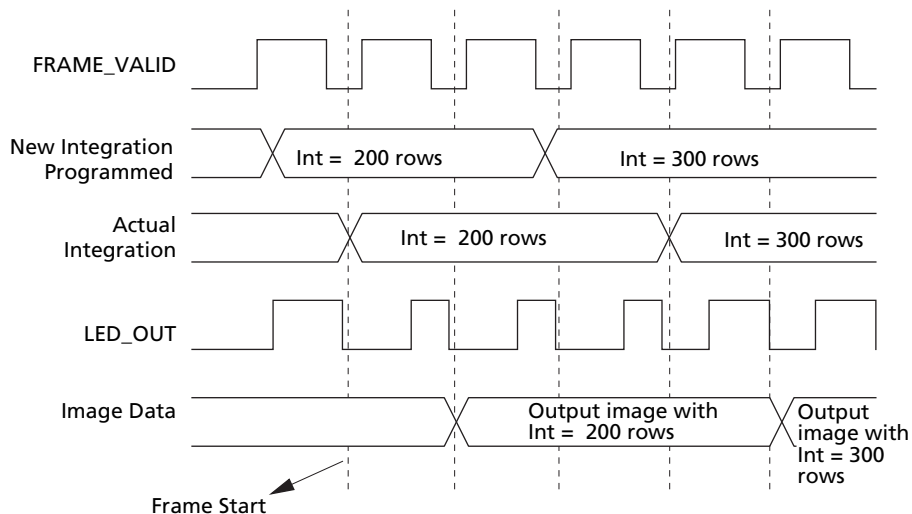 FRAME_VALID
New Integration
Programmed
Int = 200 rows
Int = 300 rows
Actual
Integration
Int = 200 rows
Int = 300 rows
LED_OUT
Image Data
Output image with
Int = 200 rows
Output
image with
Int = 300
rows
Frame Start